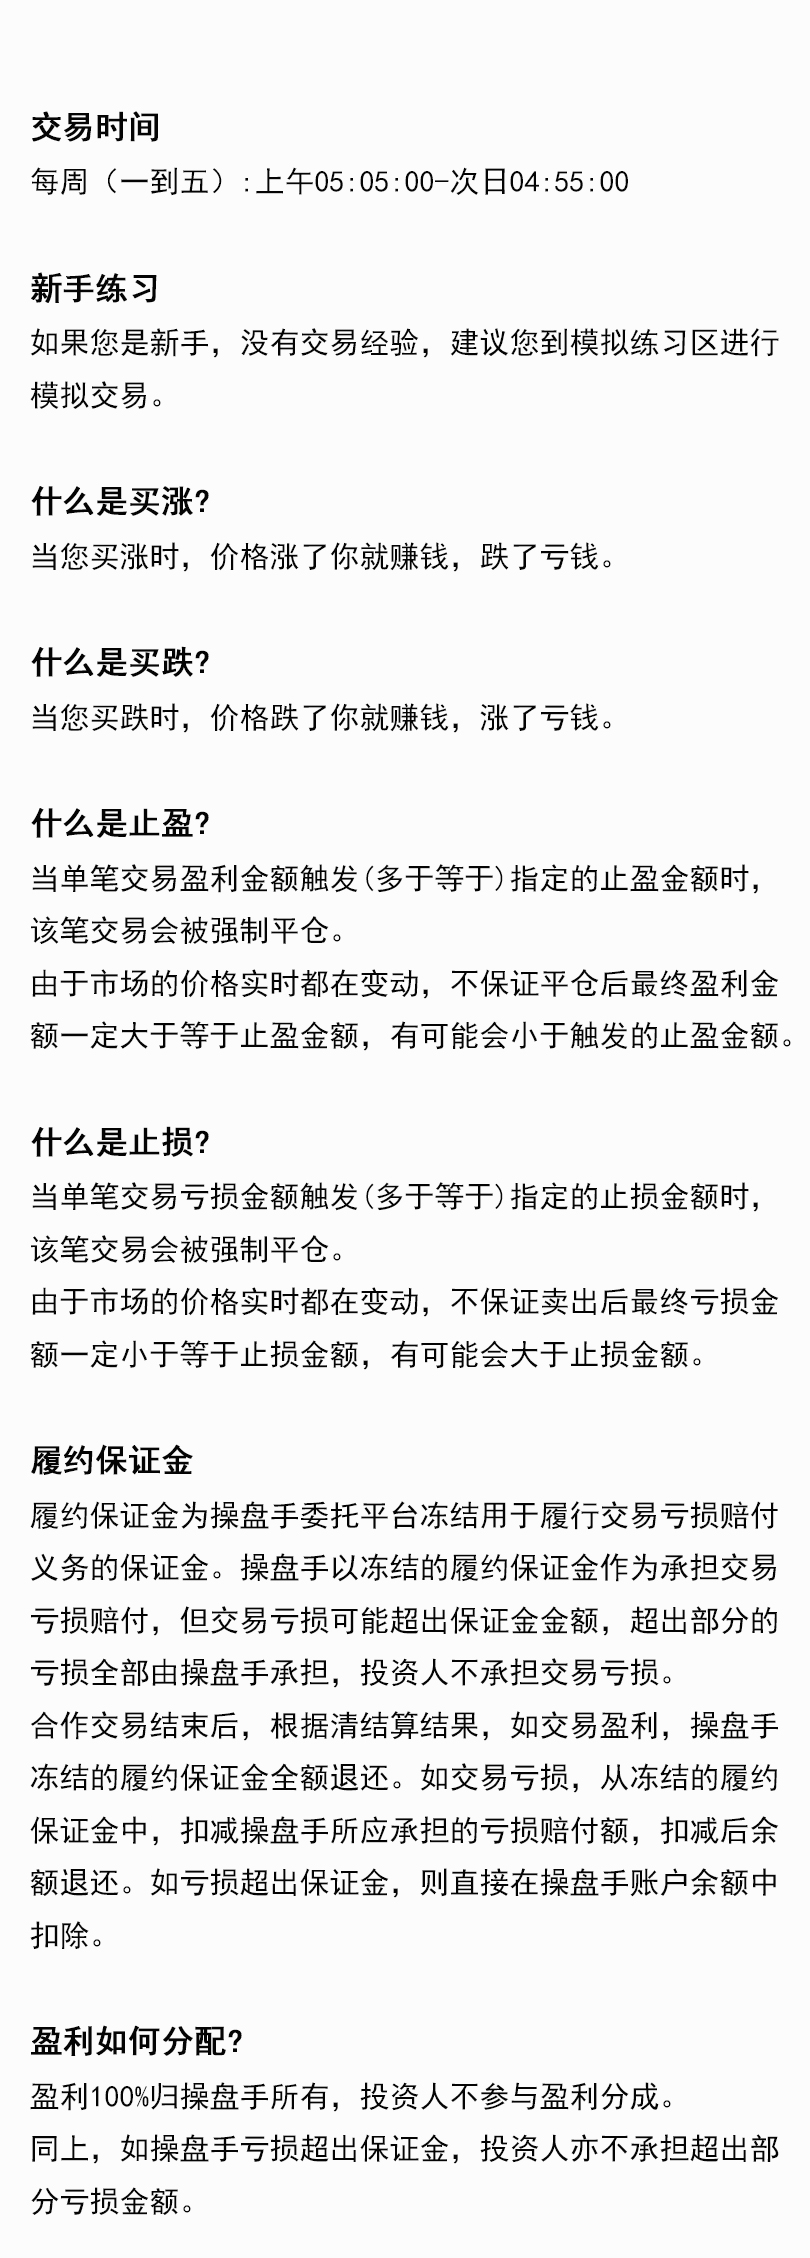 交易时间
每周（一到五）:上午05:05:00-次日04:55:00
新手练习
如果您是新手，没有交易经验，建议您到模拟练习区进行
模拟交易。
什么是买涨?
当您买涨时，价格涨了你就赚钱，跌了亏钱。
什么是买跌?
当您买跌时，价格跌了你就赚钱，涨了亏钱。
什么是止盈?
当单笔交易盈利金额触发(多于等于)指定的止盈金额时，
该笔交易会被强制平仓。
由于市场的价格实时都在变动，不保证平仓后最终盈利金
额一定大于等于止盈金额，有可能会小于触发的止盈金额。
什么是止损?
当单笔交易亏损金额触发(多于等于)指定的止损金额时，
该笔交易会被强制平仓。
由于市场的价格实时都在变动，不保证卖出后最终亏损金
额一定小于等于止损金额，有可能会大于止损金额。
履约保证金
履约保证金为操盘手委托平台冻结用于履行交易亏损赔付
义务的保证金。操盘手以冻结的履约保证金作为承担交易
亏损赔付，但交易亏损可能超出保证金金额，超出部分的
亏损全部由操盘手承担，投资人不承担交易亏损。
合作交易结束后，根据清结算结果，如交易盈利，操盘手
冻结的履约保证金全额退还。如交易亏损，从冻结的履约
保证金中，扣减操盘手所应承担的亏损赔付额，扣减后余
额退还。如亏损超出保证金，则直接在操盘手账户余额中
扣除。
盈利如何分配?
盈利100%归操盘手所有，投资人不参与盈利分成。
同上，如操盘手亏损超出保证金，投资人亦不承担超出部
分亏损金额。